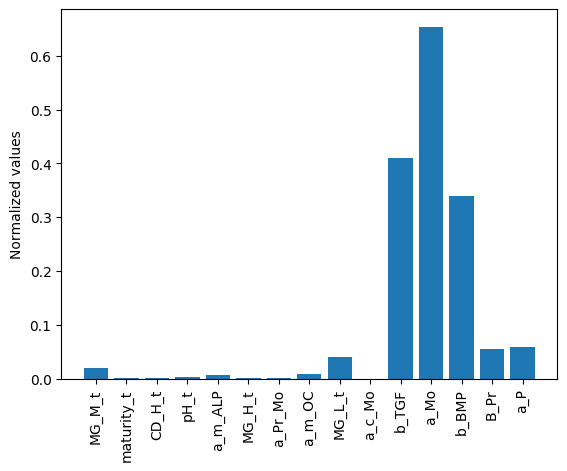 Normalized values
0.6
0.5
0.4
0.3
0.2
0.1
0.0
MG_M_t
maturity_t
CD_H_t
pH_t
a_m_ALP
MG_H_t
a_Pr_Mo
a_m_OC
MG_L_t
a_c_Mo
b_TGF
a_Mo
b_BMP
B_Pr
a_P